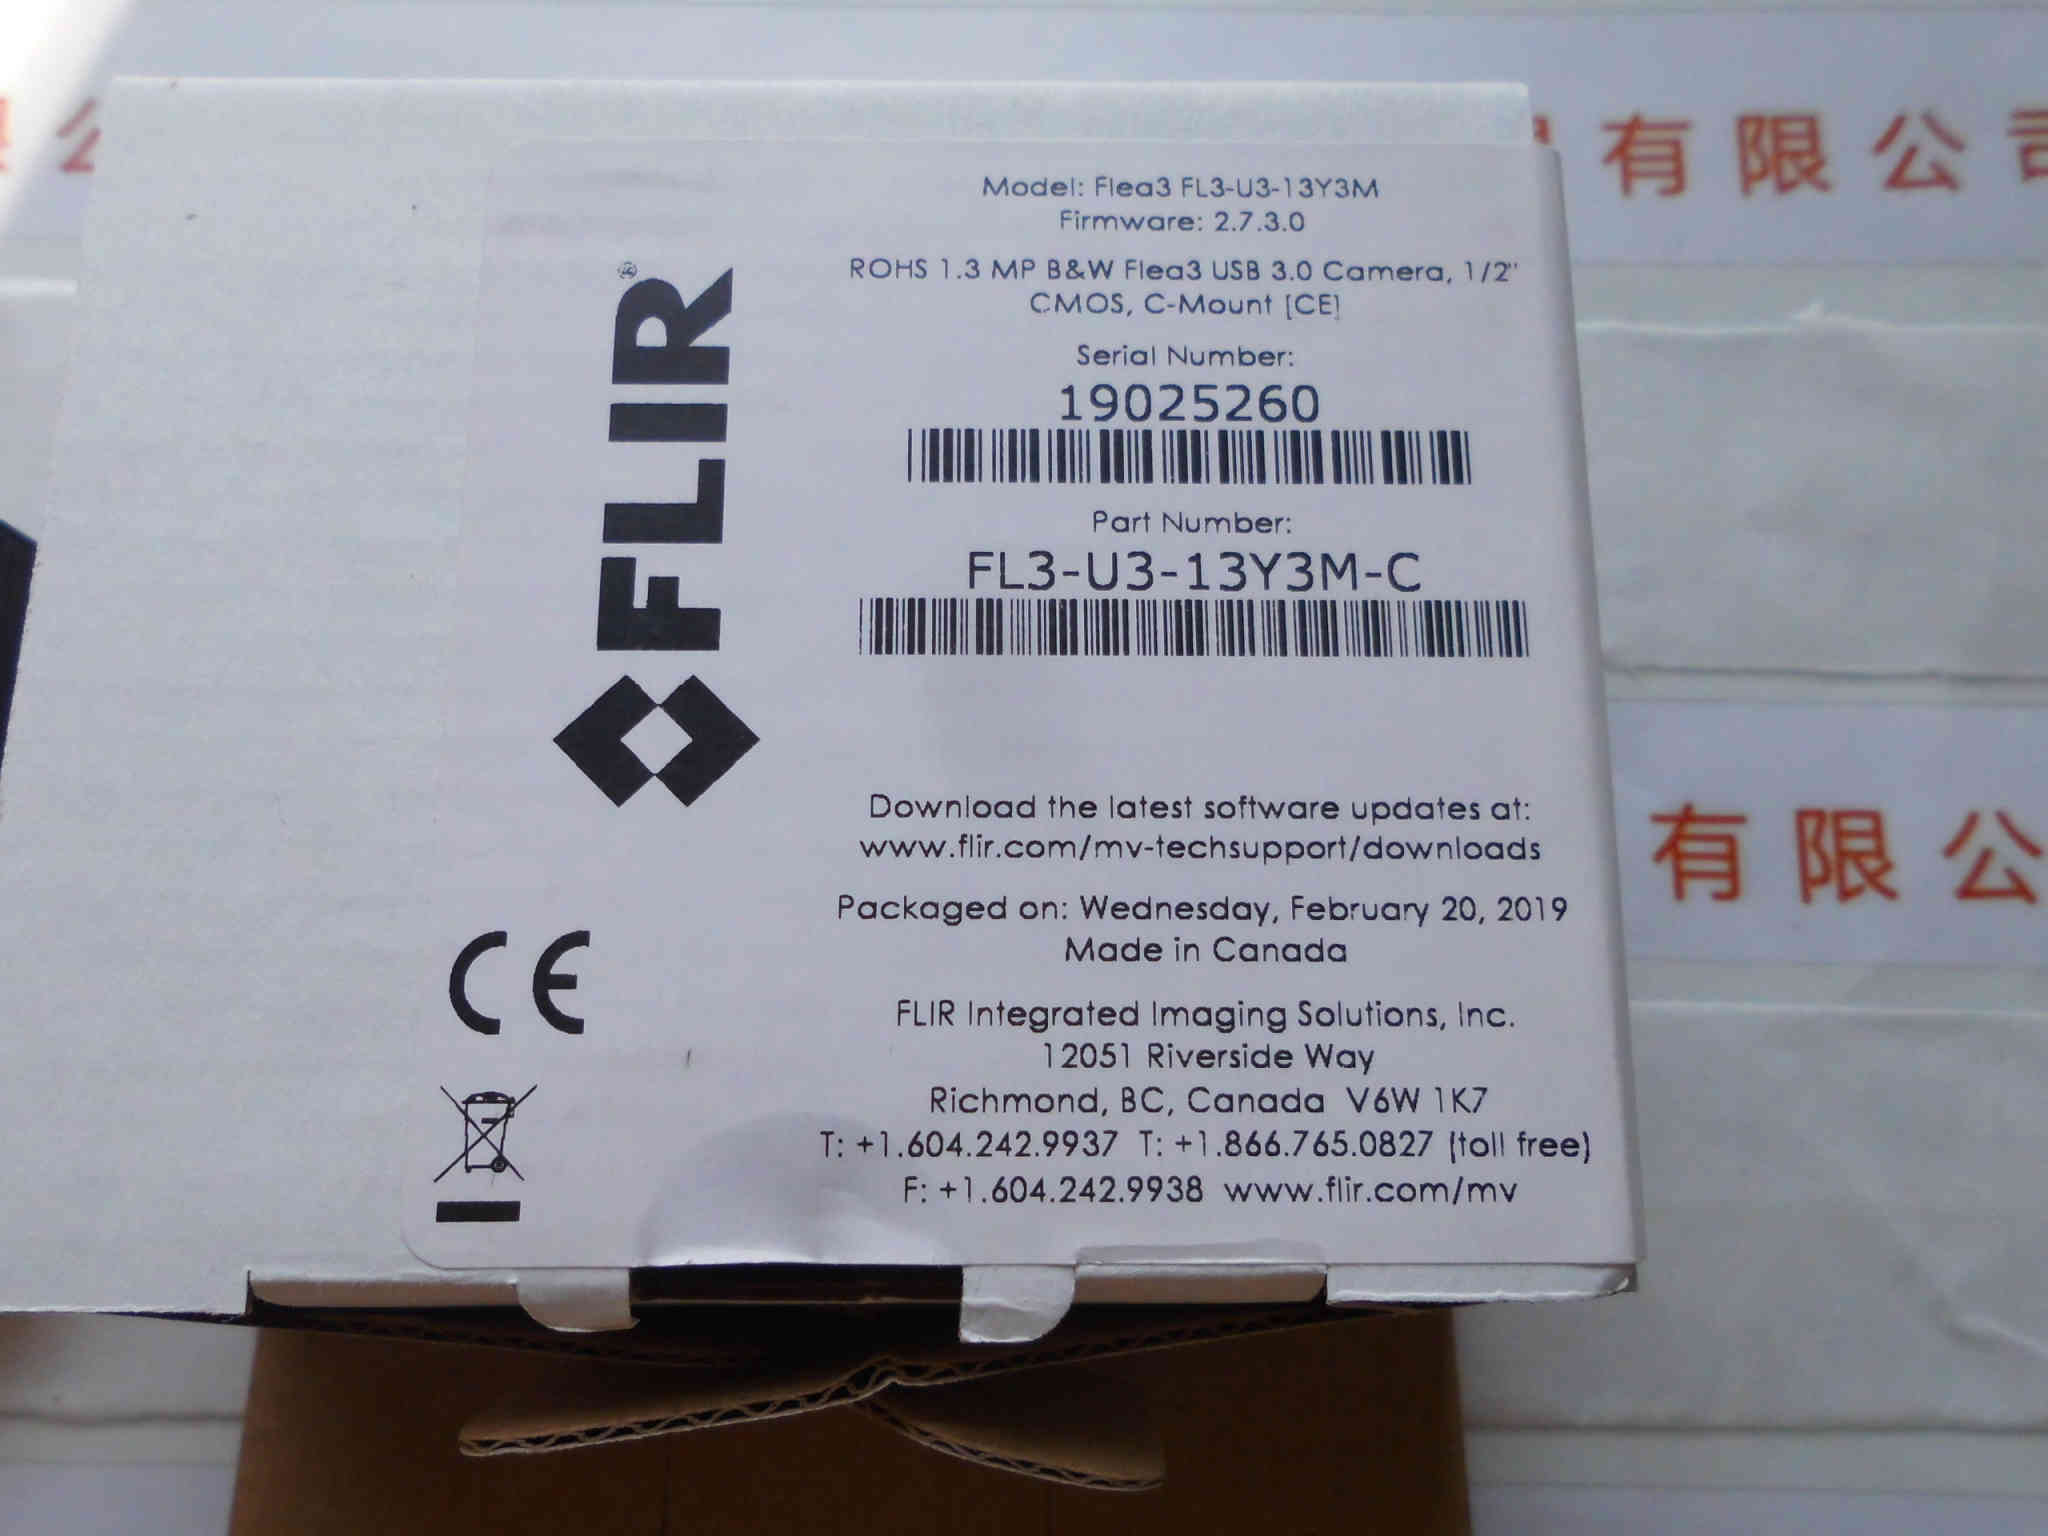 限公
有限公司
Model: Flea3 FL3-U3-13Y3M
Firmware: 2.7.3.0
ROHS 1.3 MP B&W Flea3 USB 3.0 Camera, 1/2"
CMOS, C-Mount [CE]
Serial Number:
19025260
Part Number:
FL3-U3-13Y3M-C
FLIR
Download the latest software updates at:
www.flir.com/mv-techsupport/downloads
有限公
Packaged on: Wednesday, February 20, 2019
Made in Canada
CE
FLIR Integrated Imaging Solutions, Inc.
12051 Riverside Way
Richmond, BC, Canada V6W 1K7
T: +1.604.242.9937 T: +1.866.765.0827 (toll free)
F: +1.604.242.9938 www.flir.com/mv